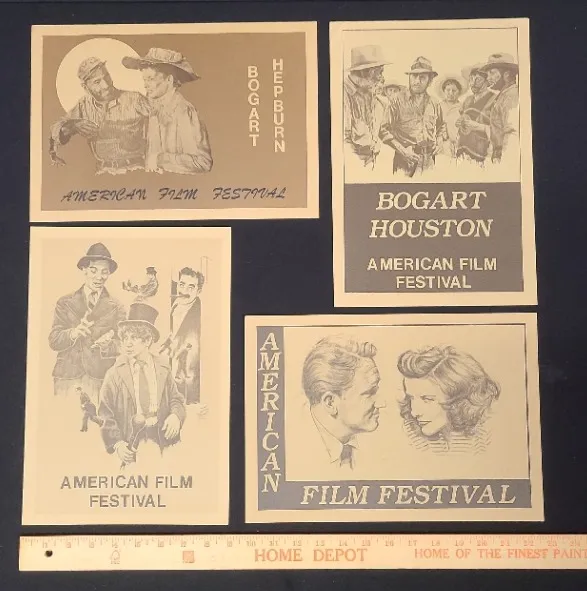 BOGART
HEPBURN
AMERICAN FILM FESTIVAL
BOGART
HOUSTON
AMERICAN FILM
FESTIVAL
AMERICAN FILM
FESTIVAL
AMERICAN
FILM FESTIVAL
HOME DEPOT
HOME OF THE FINEST PAINT